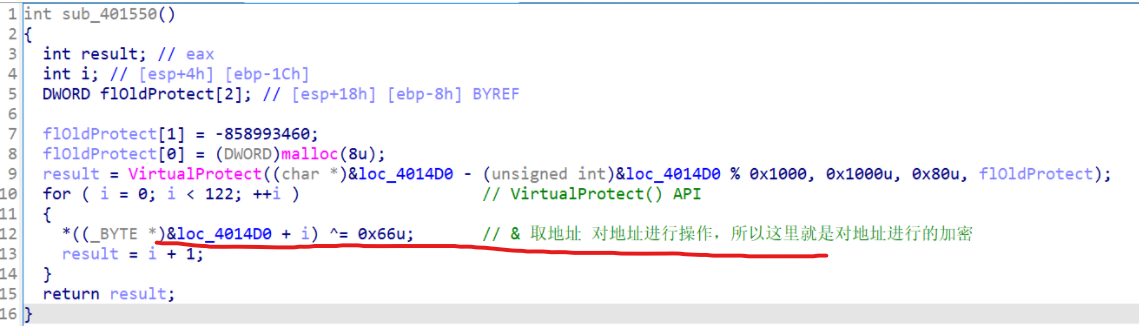 1 int sub_401550()
2 {
3 int result; // eax
4 int i; // [esp+4h] [ebp-1Ch]
5 DWORD flOldProtect[2]; // [esp+18h] [ebp-8h] BYREF
6
7 flOldProtect[1] = -858993460;
8 flOldProtect[0] = (DWORD)malloc(8u);
9 result = VirtualProtect((char *)&loc_4014D0 - (unsigned int)&loc_4014D0 % 0x1000, 0x1000u, 0x80u, flOldProtect);
10 for ( i = 0; i < 122; ++i ) // VirtualProtect() API
11 {
12 *((_BYTE *)&loc_4014D0 + i) ^= 0x66u; // & 取地址 对地址进行操作，所以这里就是对地址进行的加密
13 result = i + 1;
14 }
15 return result;
16 }